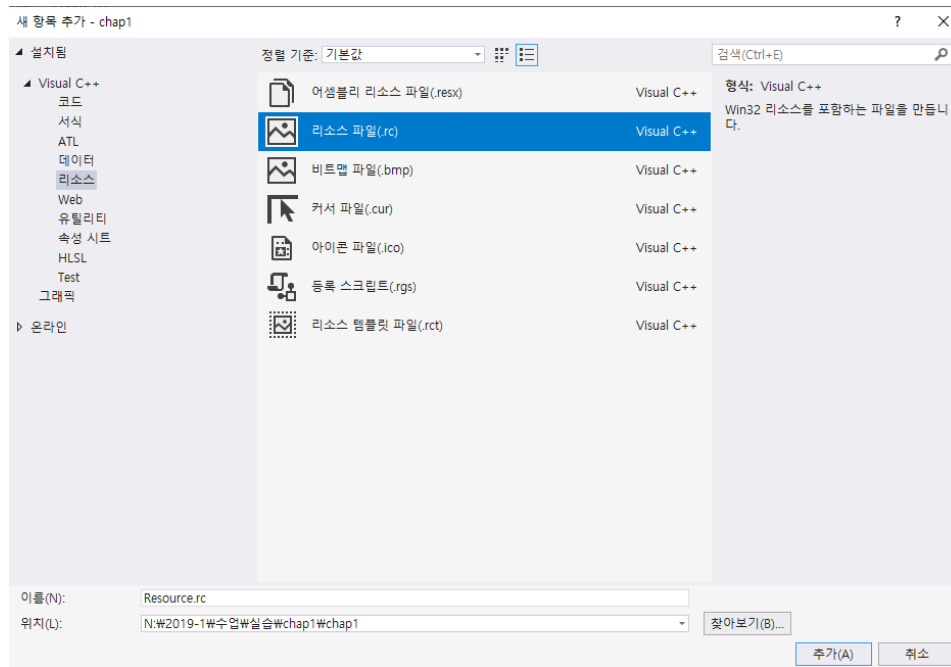 새 항목 추가 - chap1 ? ×
설치됨
정렬 기준: 기본값
검색(Ctrl+E)
Visual C++
코드
서식
ATL
데이터
리소스
Web
유틸리티
속성 시트
HLSL
Test
그래픽
온라인
어셈블리 리소스 파일(.resx) Visual C++
리소스 파일(.rc) Visual C++
비트맵 파일(.bmp) Visual C++
커서 파일(.cur) Visual C++
아이콘 파일(.ico) Visual C++
등록 스크립트(.rgs) Visual C++
리소스 템플릿 파일(.rct) Visual C++
형식: Visual C++
Win32 리소스를 포함하는 파일을 만듭니
다.
이름(N): Resource.rc
위치(L): N:₩2019-1₩수업₩실습₩chap1₩chap1
찾아보기(B)...
추가(A) 취소